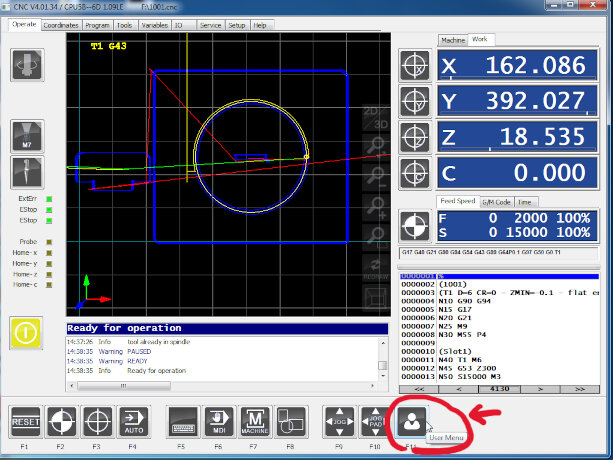 CNC V4.01.34 / CPU5B--6D 1.09LE F:\1001.cnc
Operate Coordinates Program Tools Variables IO Service Setup Help
T1 G43
2D
3D
REDRAW
M7
ExtErr
EStop
EStop
Probe
Home- x
Home- y
Home- z
Home- c
Machine Work
X 162.086
Y 392.027
Z 18.535
C 0.000
Feed Speed G/M Code Time
F 0 2000 100%
S 0 15000 100%
G17 G40 G21 G90 G94 G54 G43 G99 G64P0.1 G97 G50 G0 T1
0000001 %
0000002 (1001)
0000003 (T1 D=6 CR=0 - ZMIN=-0.1 - flat en
0000004 N10 G90 G94
0000005 N15 G17
0000006 N20 G21
0000007 N25 M9
0000008 N30 M55 P4
0000009
0000010 (Slot1)
0000011 N40 T1 M6
0000012 N45 G53 Z300
0000013 N50 S15000 M3
<< < 4130 > >>
Ready for operation
14:37:26 Info tool already in spindle
14:38:35 Warning PAUSED
14:38:35 Warning READY
14:38:35 Info Ready for operation
RESET AUTO MDI MACHINE JOG JOG PAD
User Menu
F1 F2 F3 F4 F5 F6 F7 F8 F9 F10 F11